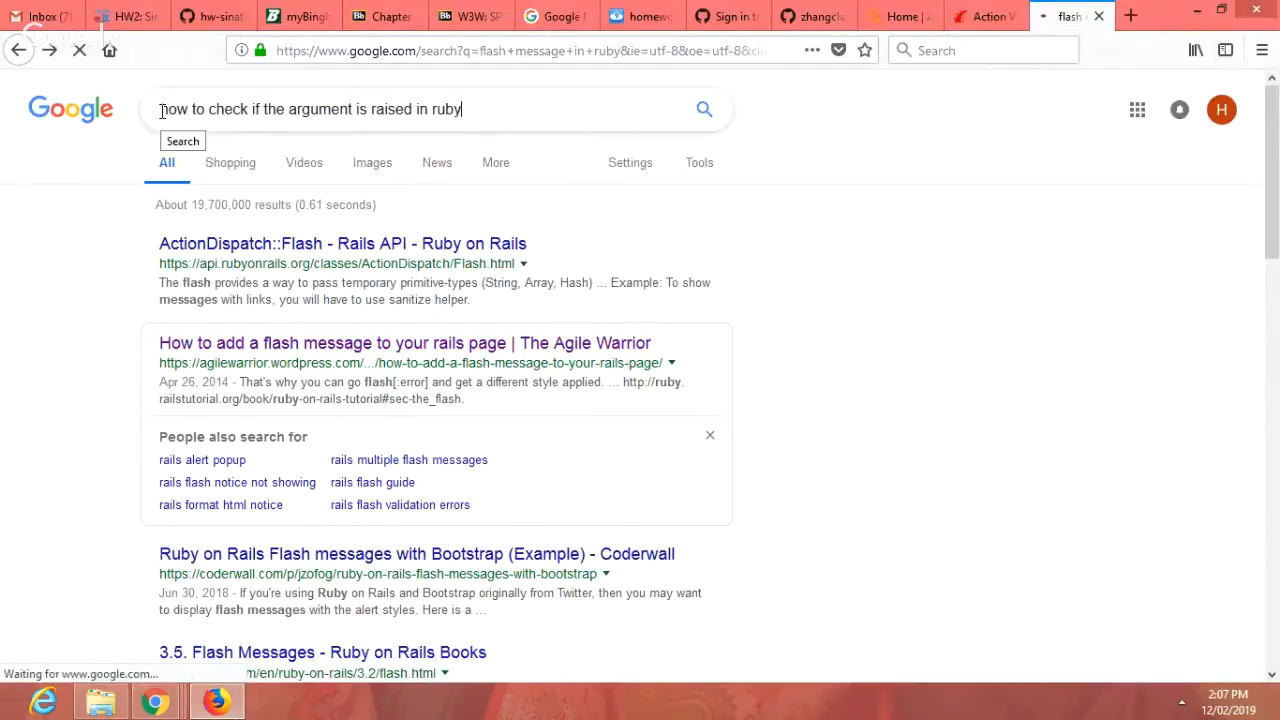 Inbox (71
HW2: Sir
hw-sinat
myBingh
Chapter
W3W: SP
Google
homewo
Sign in t
zhangcla
Home |
Action V
flash
https://www.google.com/search?q=flash+message+in+ruby&ie=utf-8&oe=utf-8&cli
Search
Google
how to check if the argument is raised in ruby
Search
All
Shopping
Videos
Images
News
More
Settings
Tools
H
About 19,700,000 results (0.61 seconds)
ActionDispatch::Flash - Rails API - Ruby on Rails
https://api.rubyonrails.org/classes/ActionDispatch/Flash.html
The flash provides a way to pass temporary primitive-types (String, Array, Hash) ... Example: To show
messages with links, you will have to use sanitize helper.
How to add a flash message to your rails page | The Agile Warrior
https://agilewarrior.wordpress.com/.../how-to-add-a-flash-message-to-your-rails-page/
Apr 26, 2014 - That's why you can go flash[:error] and get a different style applied. ... http://ruby.
railstutorial.org/book/ruby-on-rails-tutorial#sec-the_flash.
People also search for
rails alert popup
rails multiple flash messages
rails flash notice not showing
rails flash guide
rails format html notice
rails flash validation errors
Ruby on Rails Flash messages with Bootstrap (Example) - Coderwall
https://coderwall.com/p/jzofog/ruby-on-rails-flash-messages-with-bootstrap
Jun 30, 2018 - If you're using Ruby on Rails and Bootstrap originally from Twitter, then you may want
to display flash messages with the alert styles. Here is a ...
3.5. Flash Messages - Ruby on Rails Books
m/en/ruby-on-rails/3.2/flash.html
Waiting for www.google.com...
2:07 PM
12/02/2019